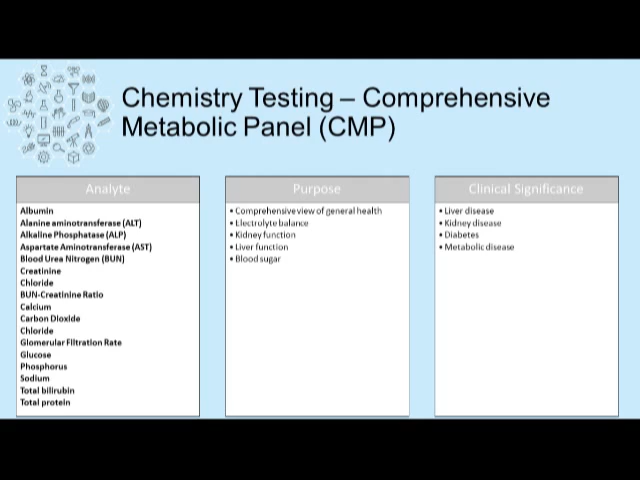 Chemistry Testing – Comprehensive
Metabolic Panel (CMP)
Analyte
Albumin
Alanine aminotransferase (ALT)
Alkaline Phosphatase (ALP)
Aspartate Aminotransferase (AST)
Blood Urea Nitrogen (BUN)
Creatinine
Chloride
BUN-Creatinine Ratio
Calcium
Carbon Dioxide
Chloride
Glomerular Filtration Rate
Glucose
Phosphorus
Sodium
Total bilirubin
Total protein
Purpose
• Comprehensive view of general health
• Electrolyte balance
• Kidney function
• Liver function
• Blood sugar
Clinical Significance
• Liver disease
• Kidney disease
• Diabetes
• Metabolic disease